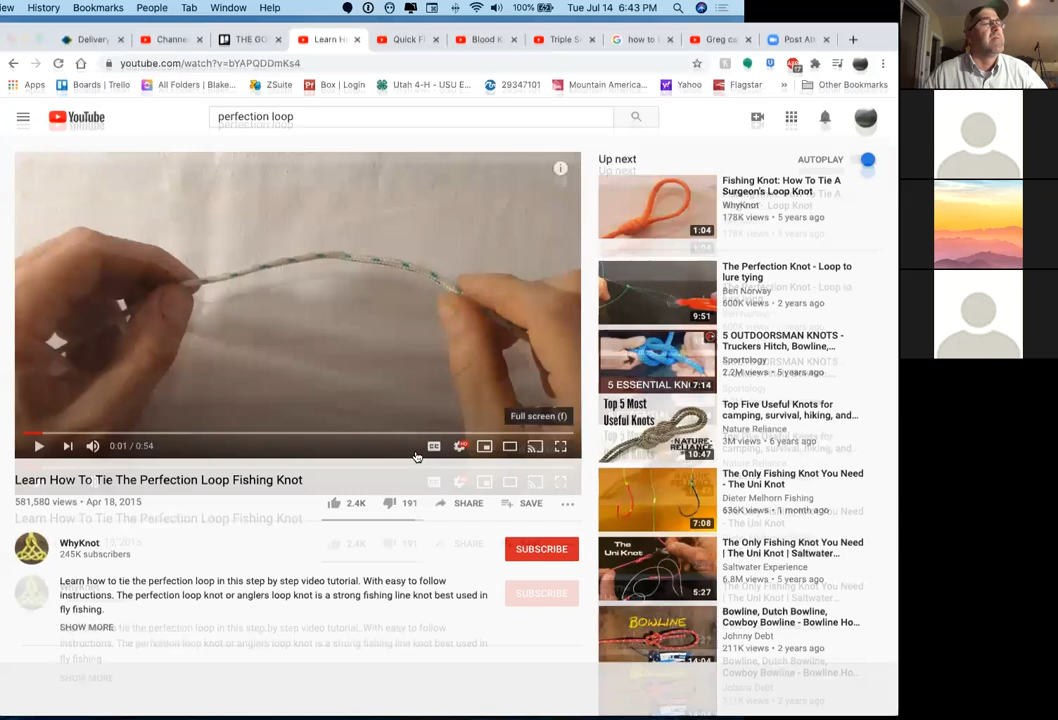 iew History Bookmarks People Tab Window Help 100% Tue Jul 14 6:43 PM
Delivery Channe THE GO Learn H Quick F Blood K Triple S how to Greg ca Post Att
youtube.com/watch?v=bYAPQDDmKs4
Apps Boards | Trello All Folders | Blake... ZSuite Box | Login Utah 4-H - USU E... 29347101 Mountain America... Yahoo Flagstar » Other Bookmarks
YouTube
perfection loop
Up next
AUTOPLAY
Full screen (f)
0:01 / 0:54
Learn How To Tie The Perfection Loop Fishing Knot
581,580 views • Apr 18, 2015
2.4K 191 SHARE SAVE
WhyKnot
245K subscribers
SUBSCRIBE
Learn how to tie the perfection loop in this step by step video tutorial. With easy to follow
instructions. The perfection loop knot or anglers loop knot is a strong fishing line knot best used in
fly fishing.
SHOW MORE
Fishing Knot: How To Tie A
Surgeon's Loop Knot
WhyKnot
178K views • 5 years ago
1:04
The Perfection Knot - Loop to
lure tying
Ben Norway
600K views • 2 years ago
9:51
5 OUTDOORSMAN KNOTS -
Truckers Hitch, Bowline,...
Sportology
2.2M views • 5 years ago
5 ESSENTIAL KN
7:14
Top Five Useful Knots for
camping, survival, hiking, and...
Nature Reliance
3M views • 6 years ago
Top 5 Most
Useful Knots
NATURE
RELIANCE
10:47
The Only Fishing Knot You Need
- The Uni Knot
Dieter Melhorn Fishing
636K views • 1 month ago
7:08
The Only Fishing Knot You Need
| The Uni Knot | Saltwater...
Saltwater Experience
6.8M views • 5 years ago
The
Uni Knot
5:27
Bowline, Dutch Bowline,
Cowboy Bowline - Bowline Ho...
Johnny Debt
211K views • 2 years ago
BOWLINE
14:04